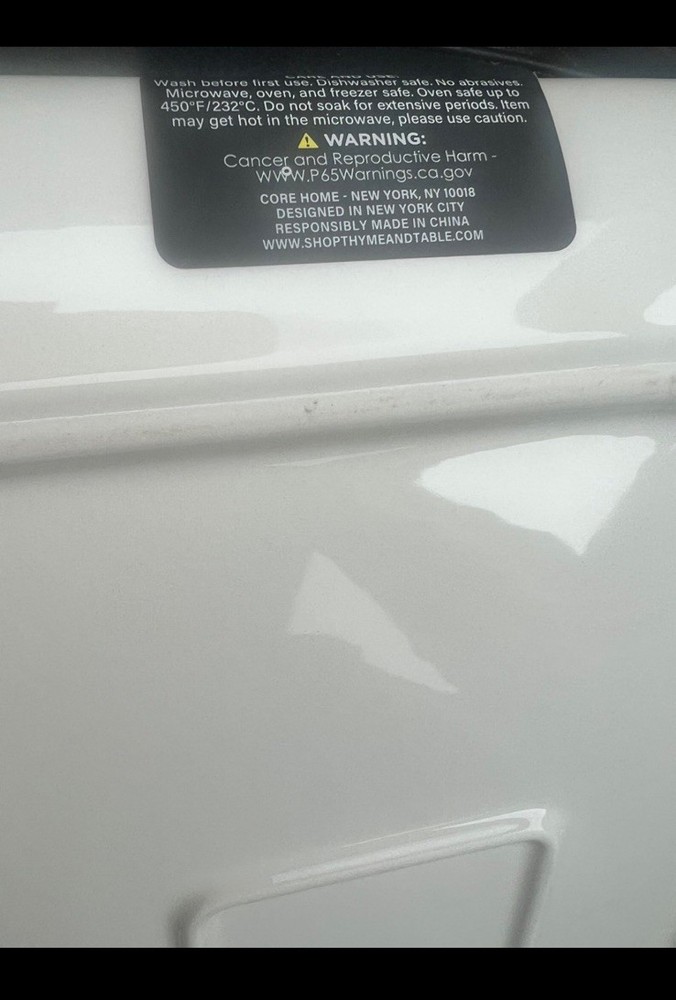 CARE AND USE:
Wash before first use. Dishwasher safe. No abrasives.
Microwave, oven, and freezer safe. Oven safe up to
450°F/232°C. Do not soak for extensive periods. Item
may get hot in the microwave, please use caution.
⚠ WARNING:
Cancer and Reproductive Harm -
WWW.P65Warnings.ca.gov
CORE HOME - NEW YORK, NY 10018
DESIGNED IN NEW YORK CITY
RESPONSIBLY MADE IN CHINA
WWW.SHOPTHYMEANDTABLE.COM